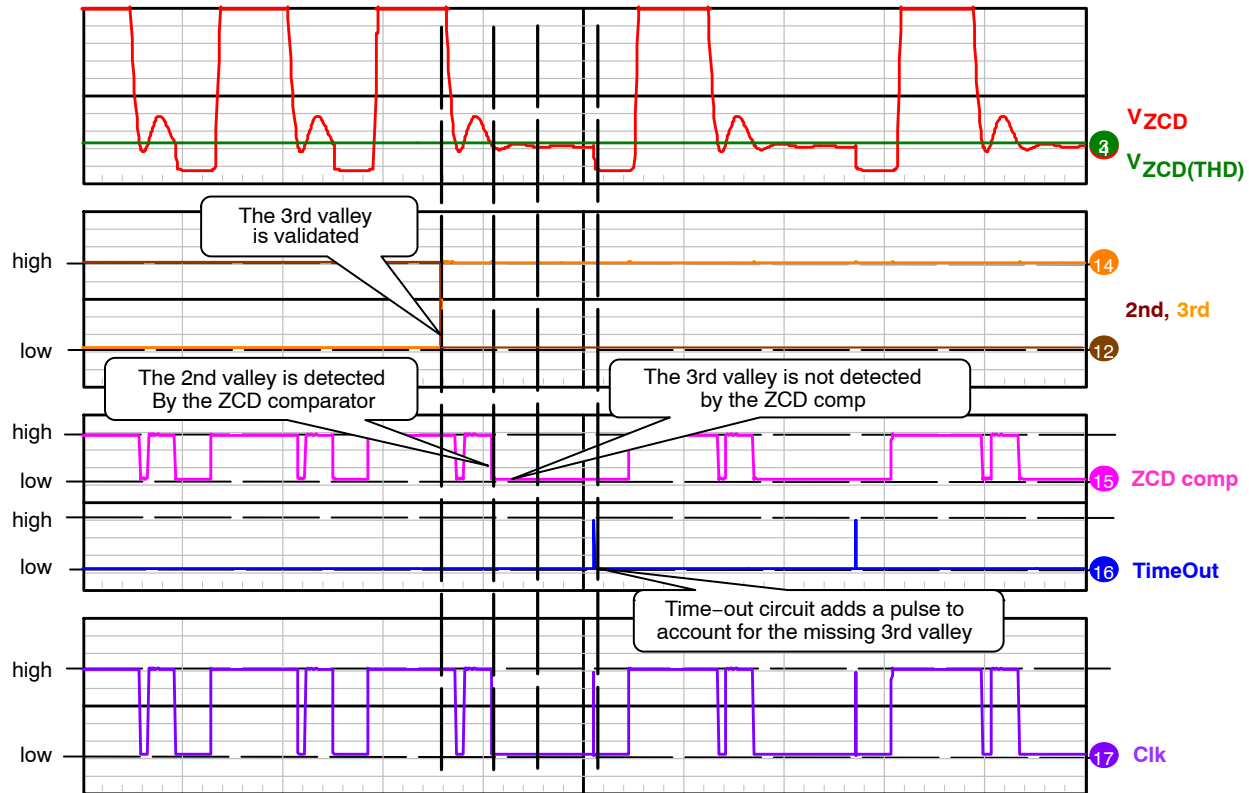 VZCD
3
4
VZCD(THD)
The 3rd valley
is validated
high
14
2nd, 3rd
low
12
The 2nd valley is detected
By the ZCD comparator
The 3rd valley is not detected
by the ZCD comp
high
low
15
ZCD comp
high
low
16
TimeOut
Time−out circuit adds a pulse to
account for the missing 3rd valley
high
low
17
Clk